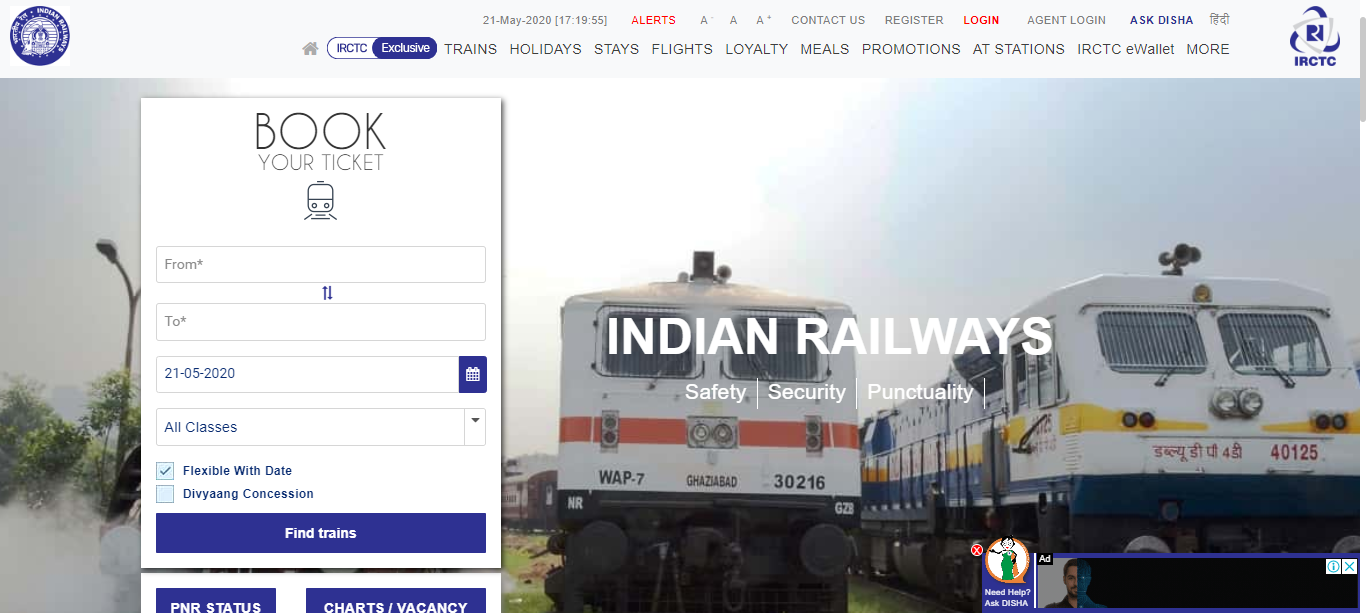 INDIAN RAILWAYS
21-May-2020 [17:19:55] ALERTS A- A A+ CONTACT US REGISTER LOGIN AGENT LOGIN ASK DISHA हिंदी
IRCTC Exclusive TRAINS HOLIDAYS STAYS FLIGHTS LOYALTY MEALS PROMOTIONS AT STATIONS IRCTC eWallet MORE
IRCTC
BOOK
YOUR TICKET
From*
To*
21-05-2020
All Classes
Flexible With Date
Divyaang Concession
Find trains
PNR STATUS CHARTS / VACANCY
INDIAN RAILWAYS
Safety Security Punctuality
WAP-7 GHAZIABAD 30216
NR GZB
डब्ल्यू डी पी 4डी 40125
Need Help?
Ask DISHA
Ad